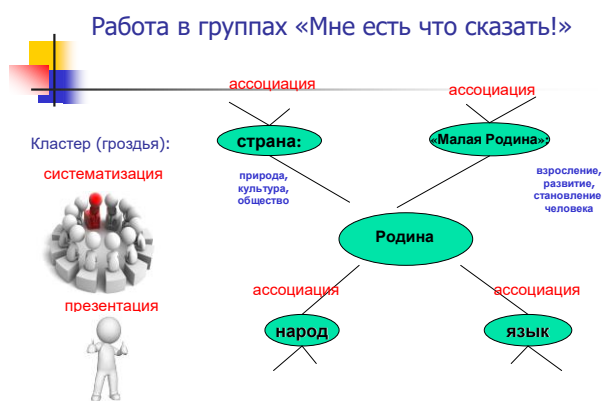 Работа в группах «Мне есть что сказать!»
ассоциация
ассоциация
Кластер (гроздья):
страна:
«Малая Родина»:
систематизация
природа,
культура,
общество
взросление,
развитие,
становление
человека
Родина
ассоциация
ассоциация
презентация
народ
язык